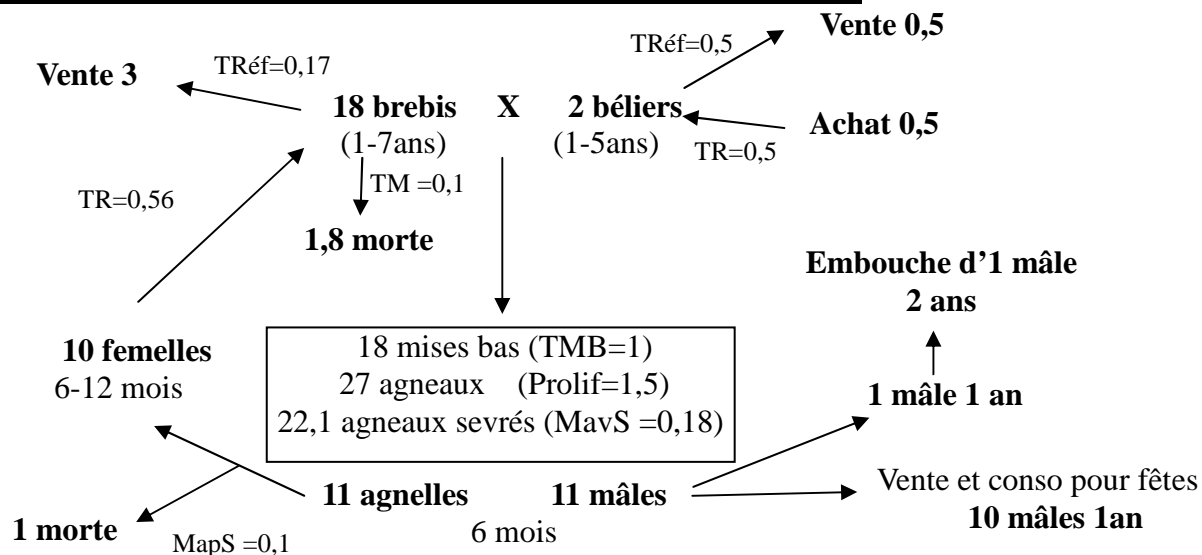 Vente 0,5
TRéf=0,5
Vente 3
TRéf=0,17
18 brebis X 2 béliers
Achat 0,5
(1-7ans) (1-5ans)
TR=0,5
TM =0,1
TR=0,56
1,8 morte
Embouche d’1 mâle
2 ans
10 femelles
6-12 mois
18 mises bas (TMB=1)
27 agneaux (Prolif=1,5)
22,1 agneaux sevrés (MavS =0,18)
1 mâle 1 an
11 agnelles 11 mâles
6 mois
Vente et conso pour fêtes
10 mâles 1an
1 morte
MapS =0,1